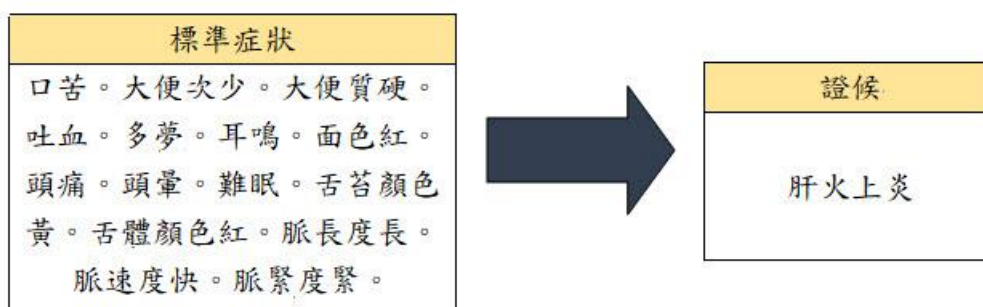 標準症狀
口苦。大便次少。大便質硬。
吐血。多夢。耳鳴。面色紅。
頭痛。頭暈。難眠。舌苔顏色
黃。舌體顏色紅。脈長度長。
脈速度快。脈緊度緊。
證候
肝火上炎